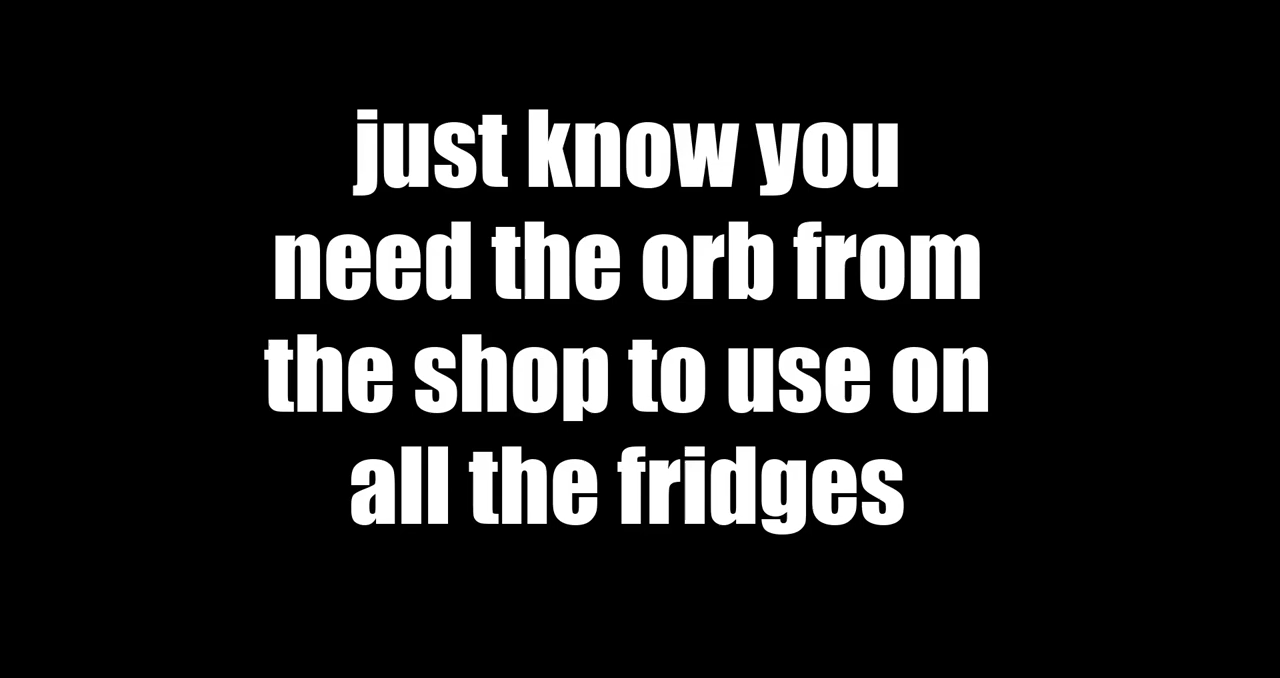 just know you
need the orb from
the shop to use on
all the fridges